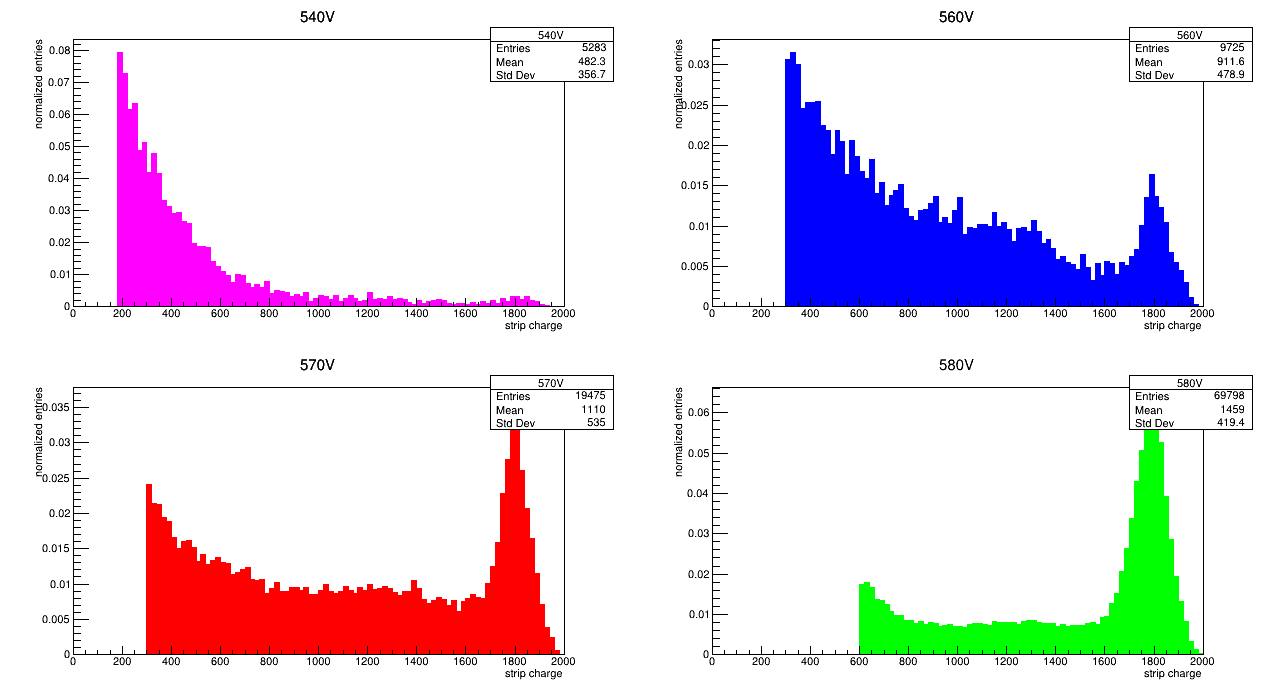 540V
540V
Entries 5283
Mean 482.3
Std Dev 356.7
normalized entries
0.08
0.07
0.06
0.05
0.04
0.03
0.02
0.01
0
0 200 400 600 800 1000 1200 1400 1600 1800 2000
strip charge
560V
560V
Entries 9725
Mean 911.6
Std Dev 478.9
normalized entries
0.03
0.025
0.02
0.015
0.01
0.005
0
0 200 400 600 800 1000 1200 1400 1600 1800 2000
strip charge
570V
570V
Entries 19475
Mean 1110
Std Dev 535
normalized entries
0.035
0.03
0.025
0.02
0.015
0.01
0.005
0
0 200 400 600 800 1000 1200 1400 1600 1800 2000
strip charge
580V
580V
Entries 69798
Mean 1459
Std Dev 419.4
normalized entries
0.06
0.05
0.04
0.03
0.02
0.01
0
0 200 400 600 800 1000 1200 1400 1600 1800 2000
strip charge